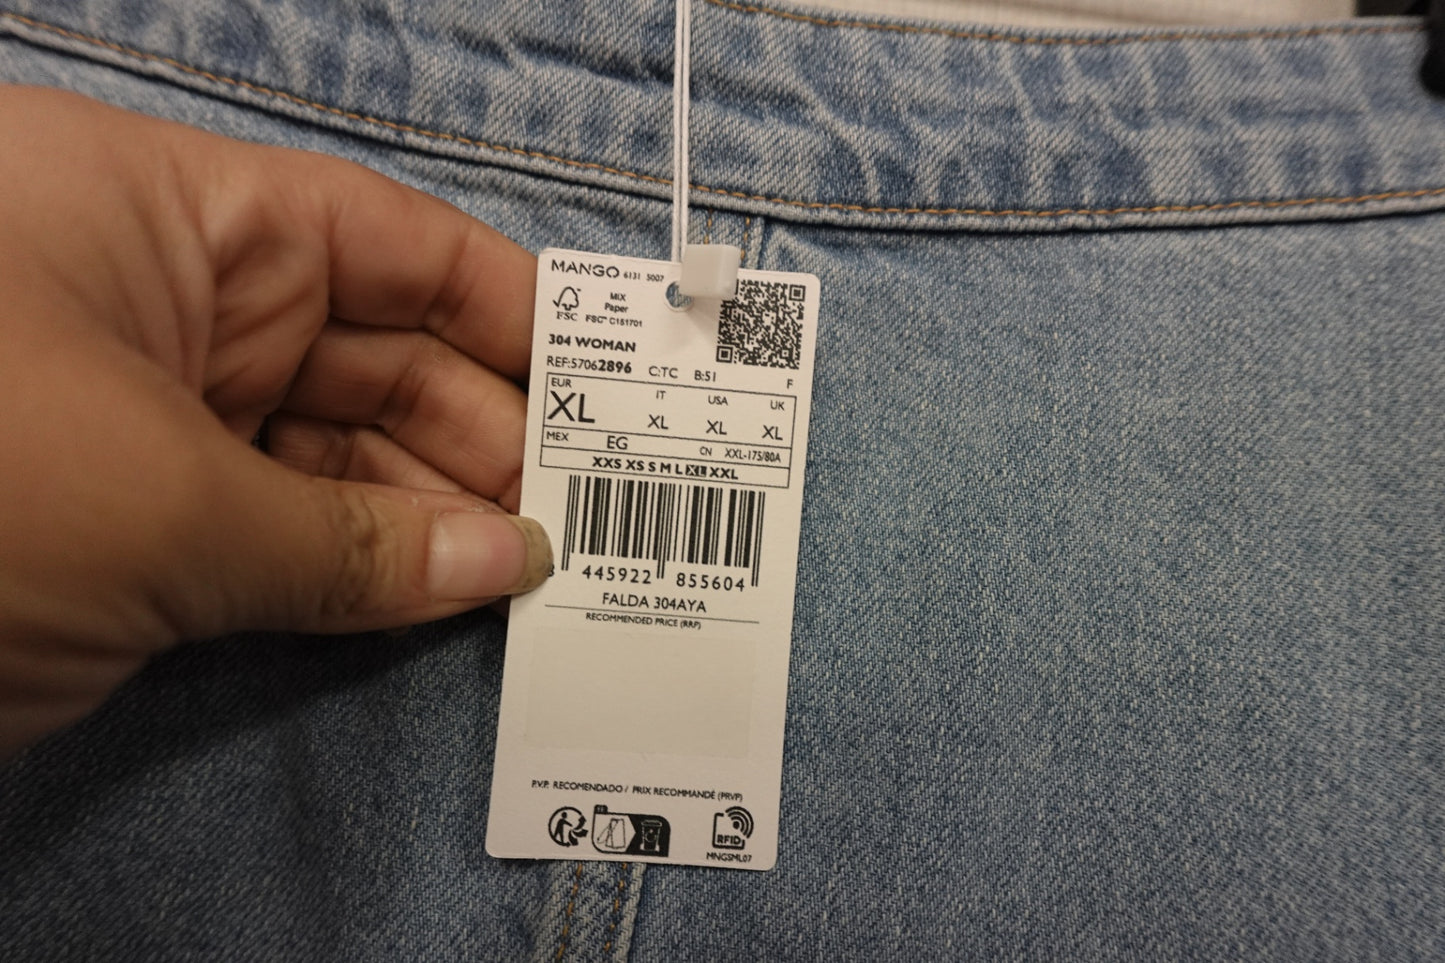 MANGO 6131 5007
MIX
Paper
FSC FSC™ C151701
304 WOMAN
REF:57062896 C:TC B:51 F
EUR IT USA UK
XL XL XL XL
MEX EG CN XXL-175/80A
XXS XS S M L XL XXL
8 445922 855604
FALDA 304AYA
RECOMMENDED PRICE (RRP)
P.V.P. RECOMENDADO / PRIX RECOMMANDÉ (PRVP)
RFID
MNGSML07